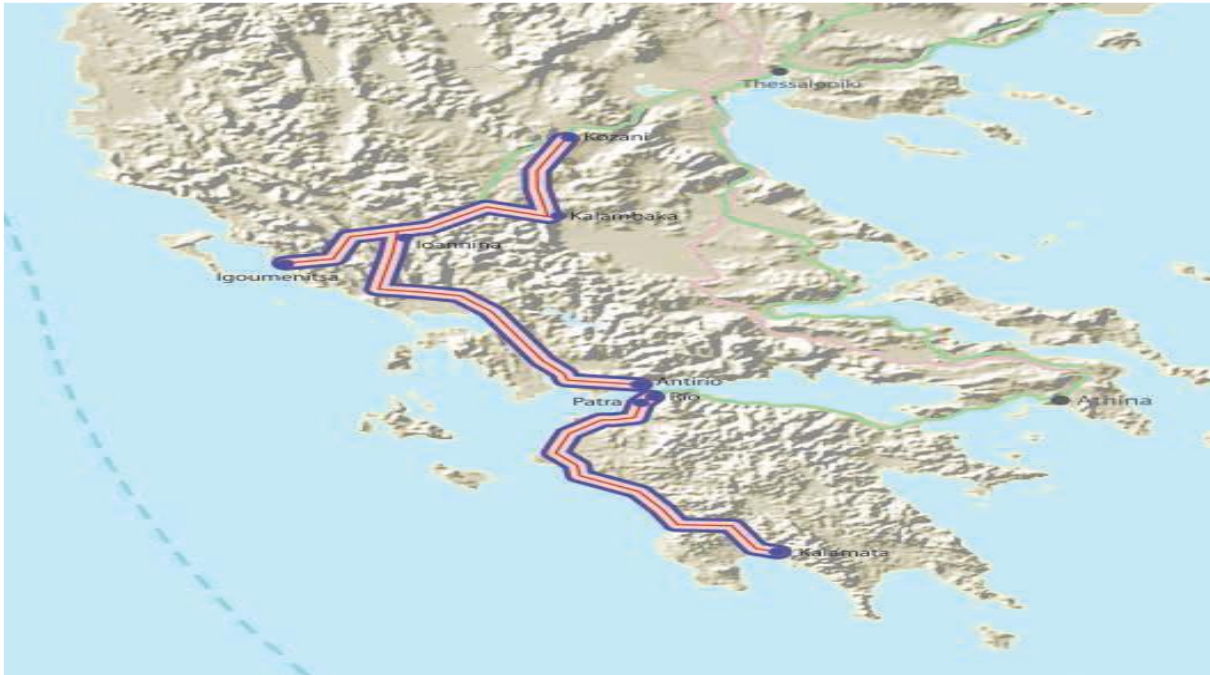 Thessaloniki
Kozani
Kalambaka
Ioannina
Igoumenitsa
Antirio
Rio
Patra
Athina
Kalamata